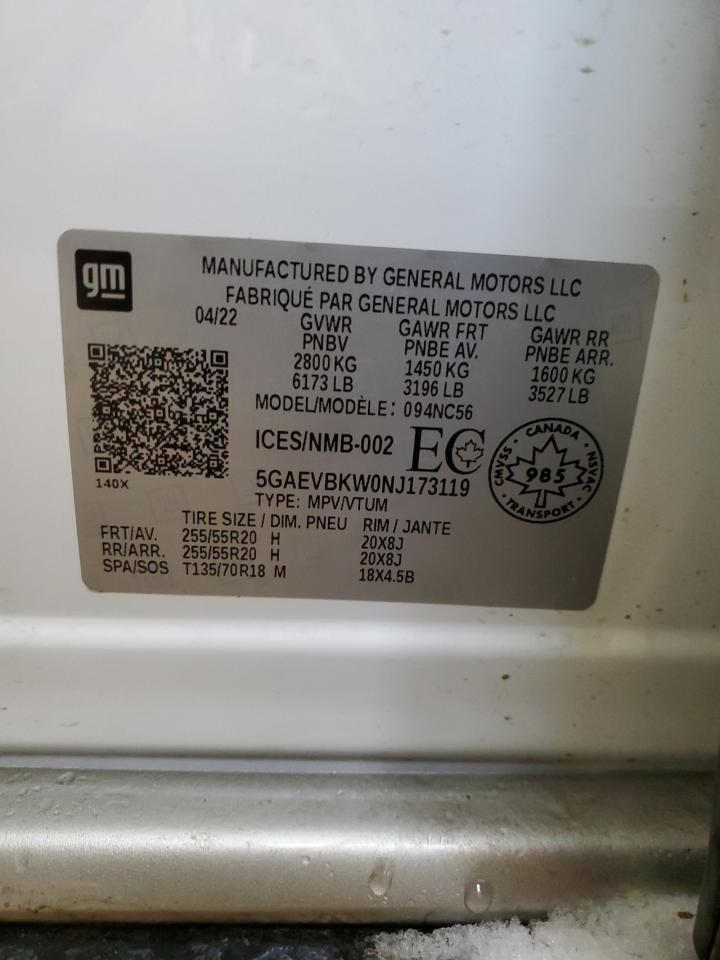 gm
MANUFACTURED BY GENERAL MOTORS LLC
FABRIQUÉ PAR GENERAL MOTORS LLC
04/22 GVWR GAWR FRT GAWR RR
PNBV PNBE AV. PNBE ARR.
2800 KG 1450 KG 1600 KG
6173 LB 3196 LB 3527 LB
MODEL/MODÈLE: 094NC56
ICES/NMB-002 EC
CANADA
CMVSS · NSVAC
985
TRANSPORT
140X
5GAEVBKW0NJ173119
TYPE: MPV/VTUM
TIRE SIZE / DIM. PNEU RIM / JANTE
FRT/AV. 255/55R20 H 20X8J
RR/ARR. 255/55R20 H 20X8J
SPA/SOS T135/70R18 M 18X4.5B